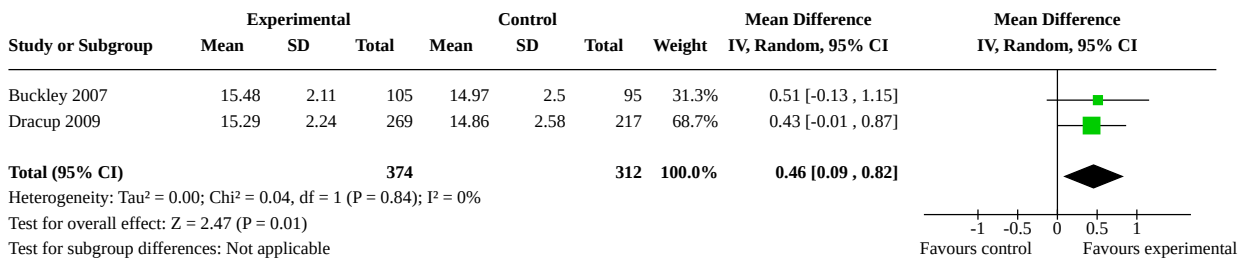 Experimental Control Mean Difference Mean Difference
Study or Subgroup Mean SD Total Mean SD Total Weight IV, Random, 95% CI IV, Random, 95% CI
Buckley 2007 15.48 2.11 105 14.97 2.5 95 31.3% 0.51 [-0.13 , 1.15]
Dracup 2009 15.29 2.24 269 14.86 2.58 217 68.7% 0.43 [-0.01 , 0.87]
Total (95% CI) 374 312 100.0% 0.46 [0.09 , 0.82]
Heterogeneity: Tau² = 0.00; Chi² = 0.04, df = 1 (P = 0.84); I² = 0%
Test for overall effect: Z = 2.47 (P = 0.01)
-1 -0.5 0 0.5 1
Test for subgroup differences: Not applicable
Favours control Favours experimental